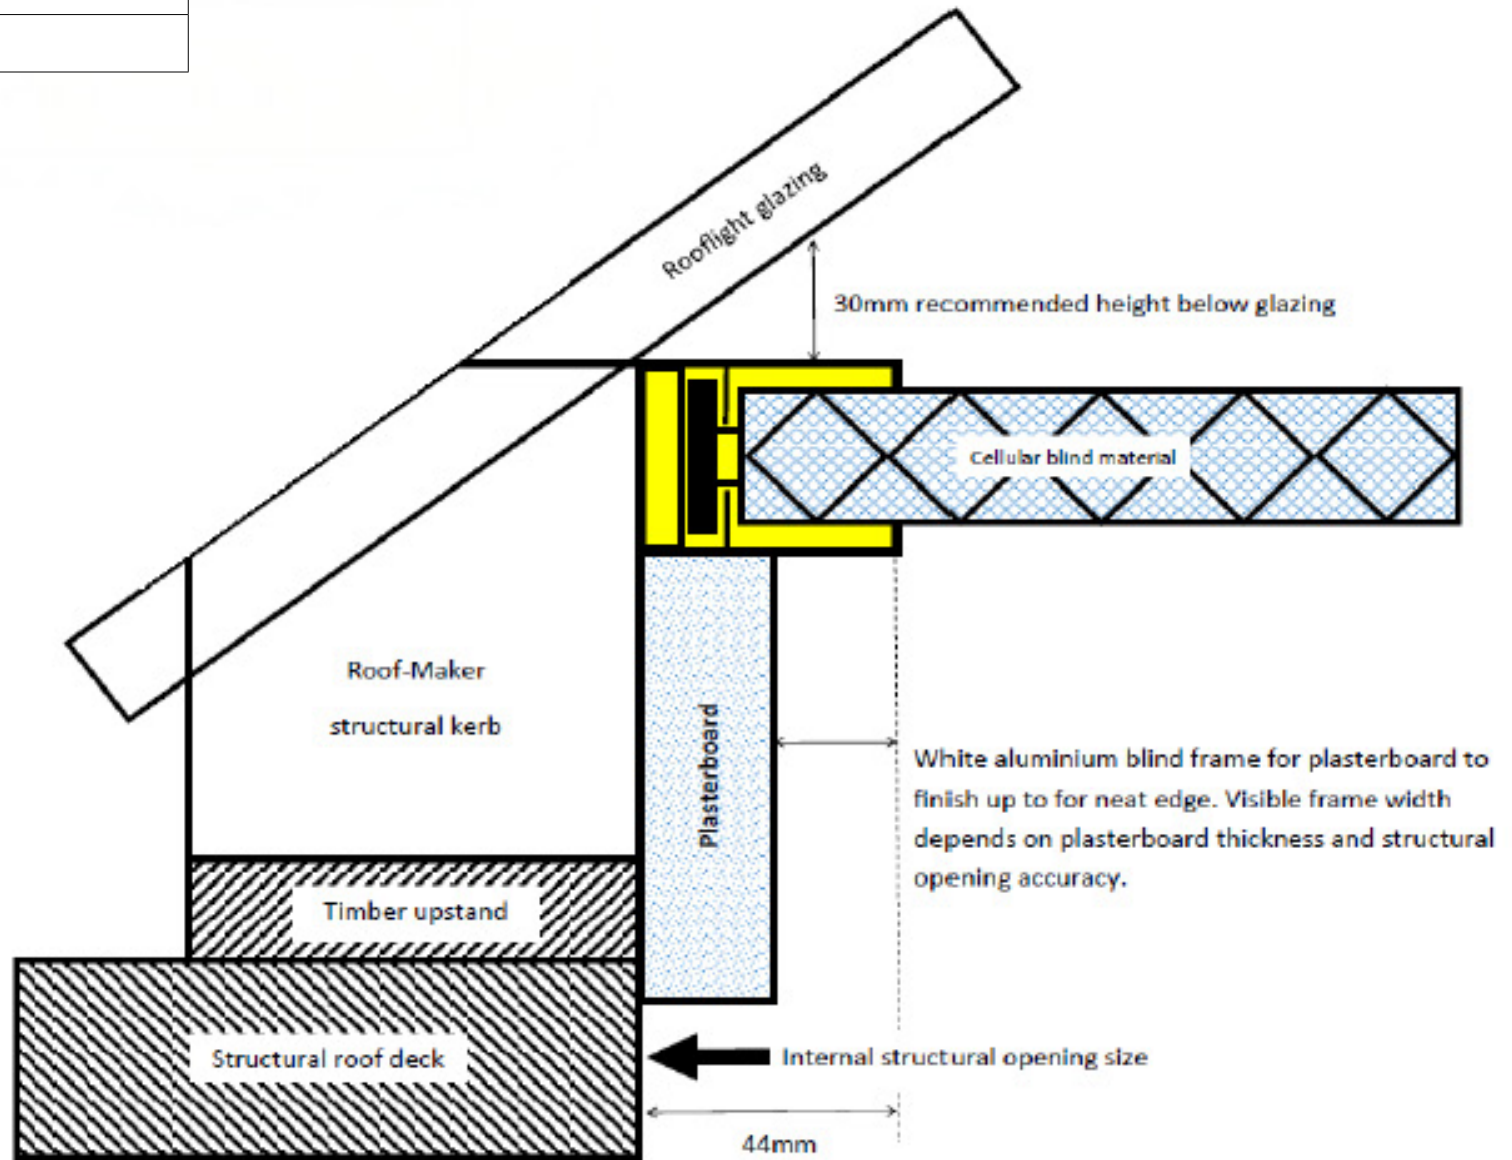 Rooflight glazing
30mm recommended height below glazing
Cellular blind material
Roof-Maker
structural kerb
Plasterboard
White aluminium blind frame for plasterboard to
finish up to for neat edge. Visible frame width
depends on plasterboard thickness and structural
opening accuracy.
Timber upstand
Structural roof deck
Internal structural opening size
44mm